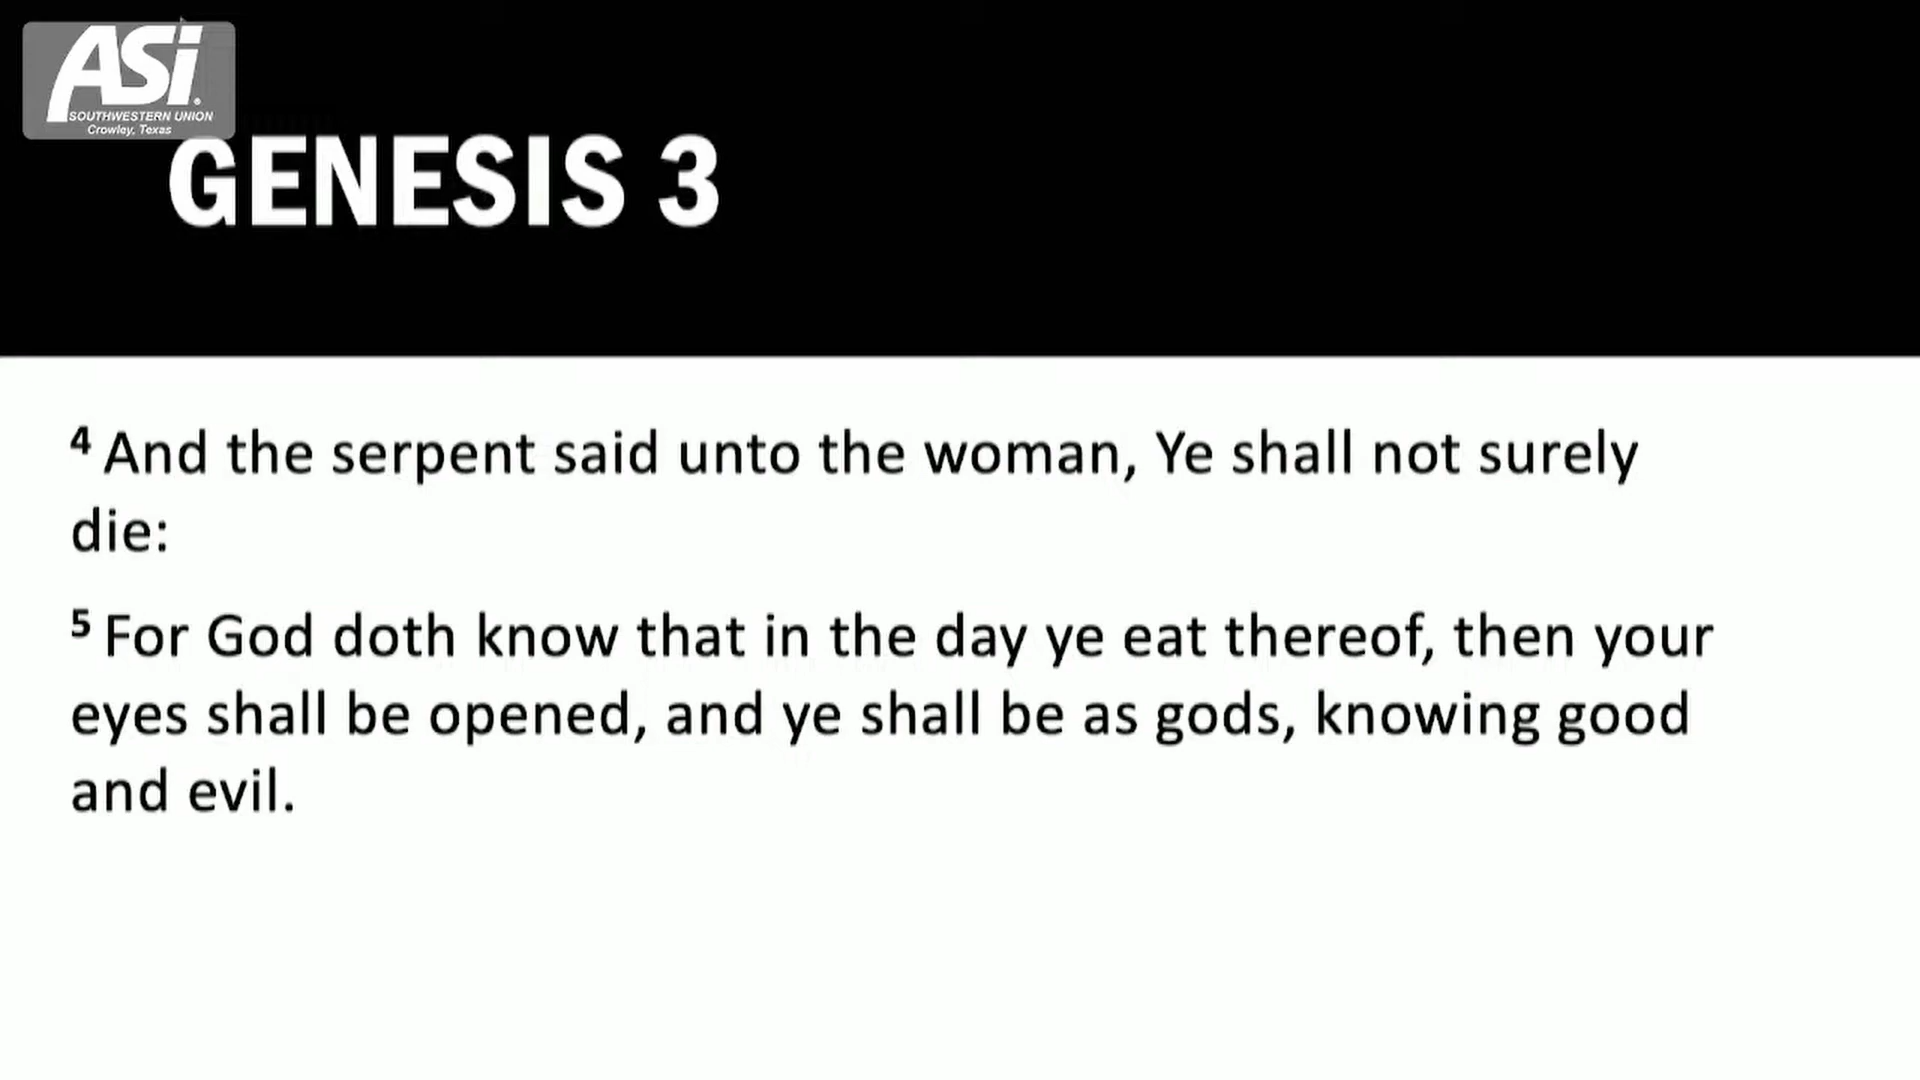 ASi.
SOUTHWESTERN UNION
Crowley, Texas
GENESIS 3
4 And the serpent said unto the woman, Ye shall not surely
die:
5 For God doth know that in the day ye eat thereof, then your
eyes shall be opened, and ye shall be as gods, knowing good
and evil.